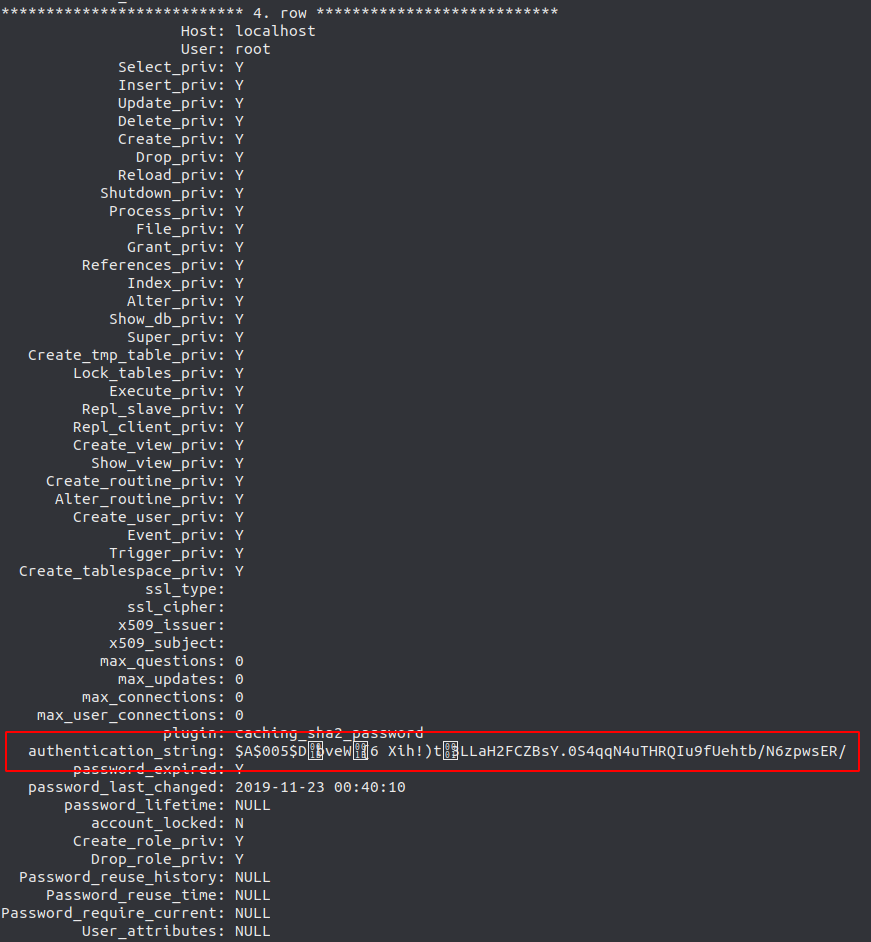 *************************** 4. row ***************************
Host: localhost
User: root
Select_priv: Y
Insert_priv: Y
Update_priv: Y
Delete_priv: Y
Create_priv: Y
Drop_priv: Y
Reload_priv: Y
Shutdown_priv: Y
Process_priv: Y
File_priv: Y
Grant_priv: Y
References_priv: Y
Index_priv: Y
Alter_priv: Y
Show_db_priv: Y
Super_priv: Y
Create_tmp_table_priv: Y
Lock_tables_priv: Y
Execute_priv: Y
Repl_slave_priv: Y
Repl_client_priv: Y
Create_view_priv: Y
Show_view_priv: Y
Create_routine_priv: Y
Alter_routine_priv: Y
Create_user_priv: Y
Event_priv: Y
Trigger_priv: Y
Create_tablespace_priv: Y
ssl_type:
ssl_cipher:
x509_issuer:
x509_subject:
max_questions: 0
max_updates: 0
max_connections: 0
max_user_connections: 0
plugin: caching_sha2_password
authentication_string: $A$005$D veW 6 Xih!)t $LLaH2FCZBsY.0S4qqN4uTHRQIu9fUehtb/N6zpwsER/
password_expired: Y
password_last_changed: 2019-11-23 00:40:10
password_lifetime: NULL
account_locked: N
Create_role_priv: Y
Drop_role_priv: Y
Password_reuse_history: NULL
Password_reuse_time: NULL
Password_require_current: NULL
User_attributes: NULL